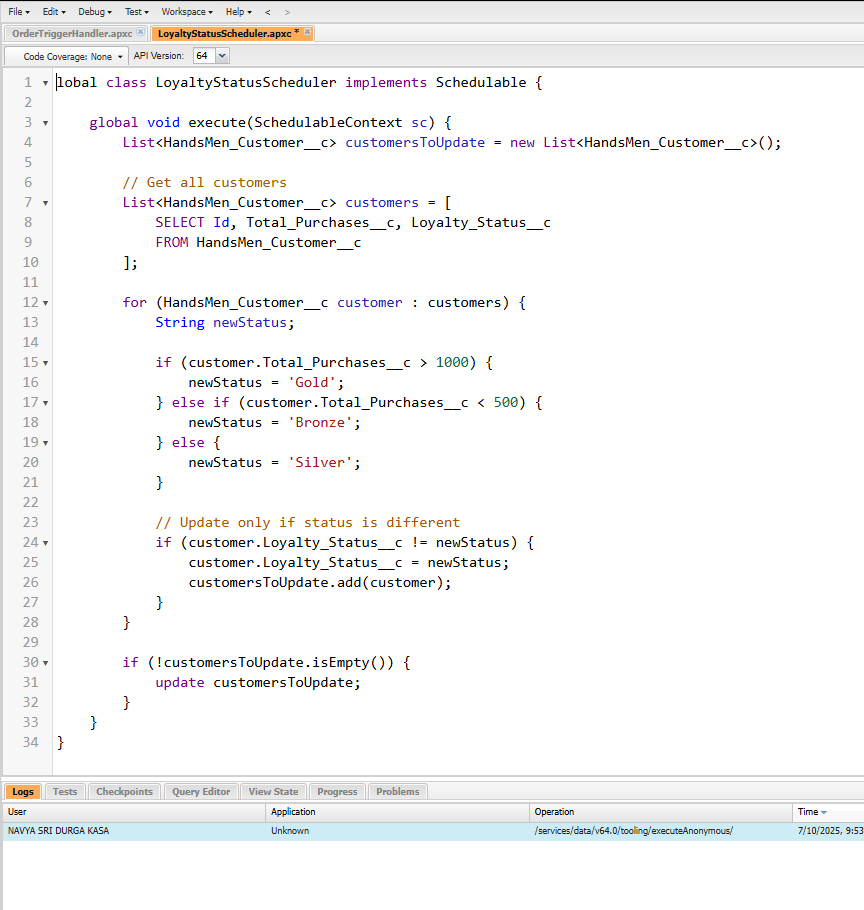 File Edit Debug Test Workspace Help < >
OrderTriggerHandler.apxc LoyaltyStatusScheduler.apxc *
Code Coverage: None API Version: 64
1 lobal class LoyaltyStatusScheduler implements Schedulable {
2
3 global void execute(SchedulableContext sc) {
4 List<HandsMen_Customer__c> customersToUpdate = new List<HandsMen_Customer__c>();
5
6 // Get all customers
7 List<HandsMen_Customer__c> customers = [
8 SELECT Id, Total_Purchases__c, Loyalty_Status__c
9 FROM HandsMen_Customer__c
10 ];
11
12 for (HandsMen_Customer__c customer : customers) {
13 String newStatus;
14
15 if (customer.Total_Purchases__c > 1000) {
16 newStatus = 'Gold';
17 } else if (customer.Total_Purchases__c < 500) {
18 newStatus = 'Bronze';
19 } else {
20 newStatus = 'Silver';
21 }
22
23 // Update only if status is different
24 if (customer.Loyalty_Status__c != newStatus) {
25 customer.Loyalty_Status__c = newStatus;
26 customersToUpdate.add(customer);
27 }
28 }
29
30 if (!customersToUpdate.isEmpty()) {
31 update customersToUpdate;
32 }
33 }
34 }
Logs Tests Checkpoints Query Editor View State Progress Problems
User Application Operation Time
NAVYA SRI DURGA KASA Unknown /services/data/v64.0/tooling/executeAnonymous/ 7/10/2025, 9:53